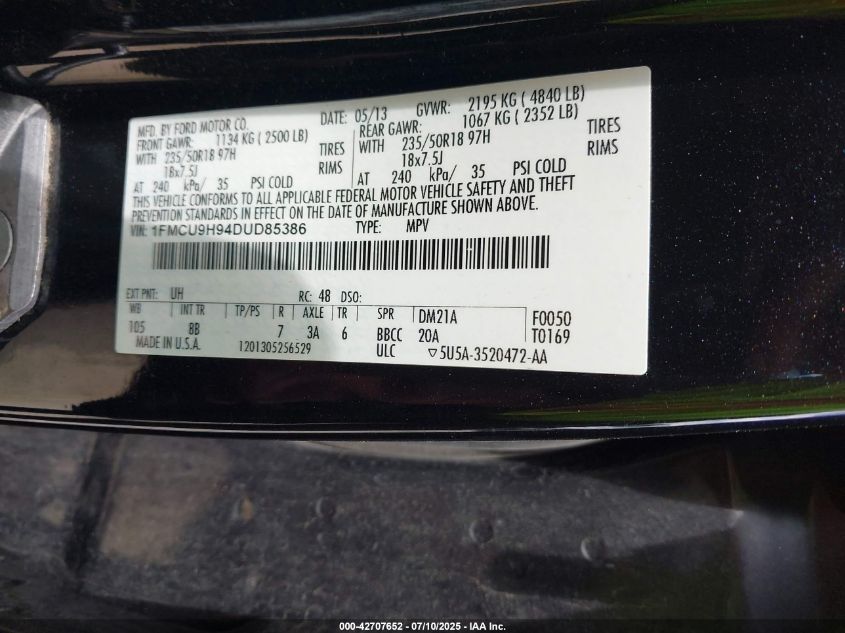 MFD. BY FORD MOTOR CO. DATE: 05/13 GVWR: 2195 KG ( 4840 LB)
FRONT GAWR: 1134 KG ( 2500 LB) REAR GAWR: 1067 KG ( 2352 LB)
WITH 235/50R18 97H TIRES WITH 235/50R18 97H TIRES
18x7.5J RIMS 18x7.5J RIMS
AT 240 kPa/ 35 PSI COLD AT 240 kPa/ 35 PSI COLD
THIS VEHICLE CONFORMS TO ALL APPLICABLE FEDERAL MOTOR VEHICLE SAFETY AND THEFT
PREVENTION STANDARDS IN EFFECT ON THE DATE OF MANUFACTURE SHOWN ABOVE.
VIN: 1FMCU9H94DUD85386 TYPE: MPV
EXT PNT: UH RC: 48 DSO:
WB INT TR TP/PS R AXLE TR SPR DM21A F0050
105 8B 7 3A 6 BBCC 20A T0169
MADE IN U.S.A. 1201305256529 ULC ▽5U5A-3520472-AA
000-42707652 - 07/10/2025 - IAA Inc.